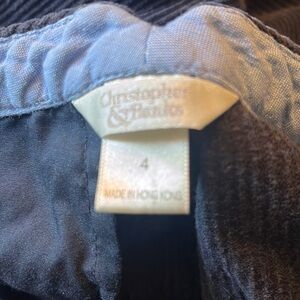 Christopher
& Banks
4
MADE IN HONG KONG